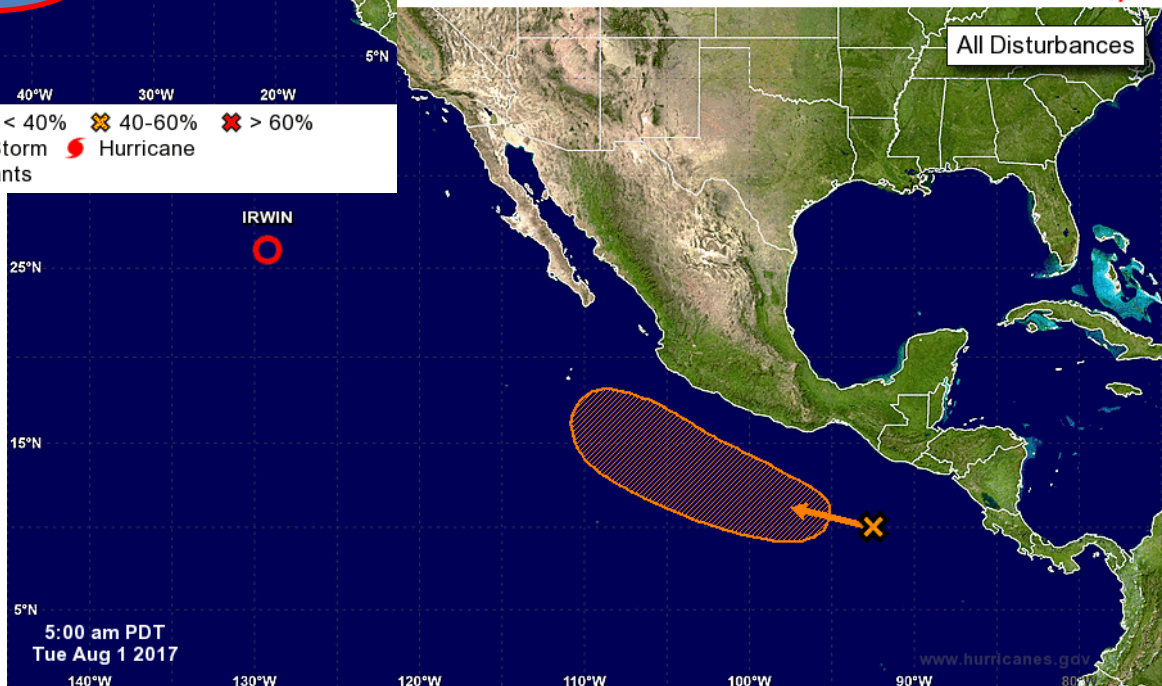 All Disturbances
5°N
40°W 30°W 20°W
< 40% 40-60% > 60%
Storm Hurricane
nts
IRWIN
25°N
15°N
5°N
5:00 am PDT
Tue Aug 1 2017
www.hurricanes.gov
140°W 130°W 120°W 110°W 100°W 90°W 80°W